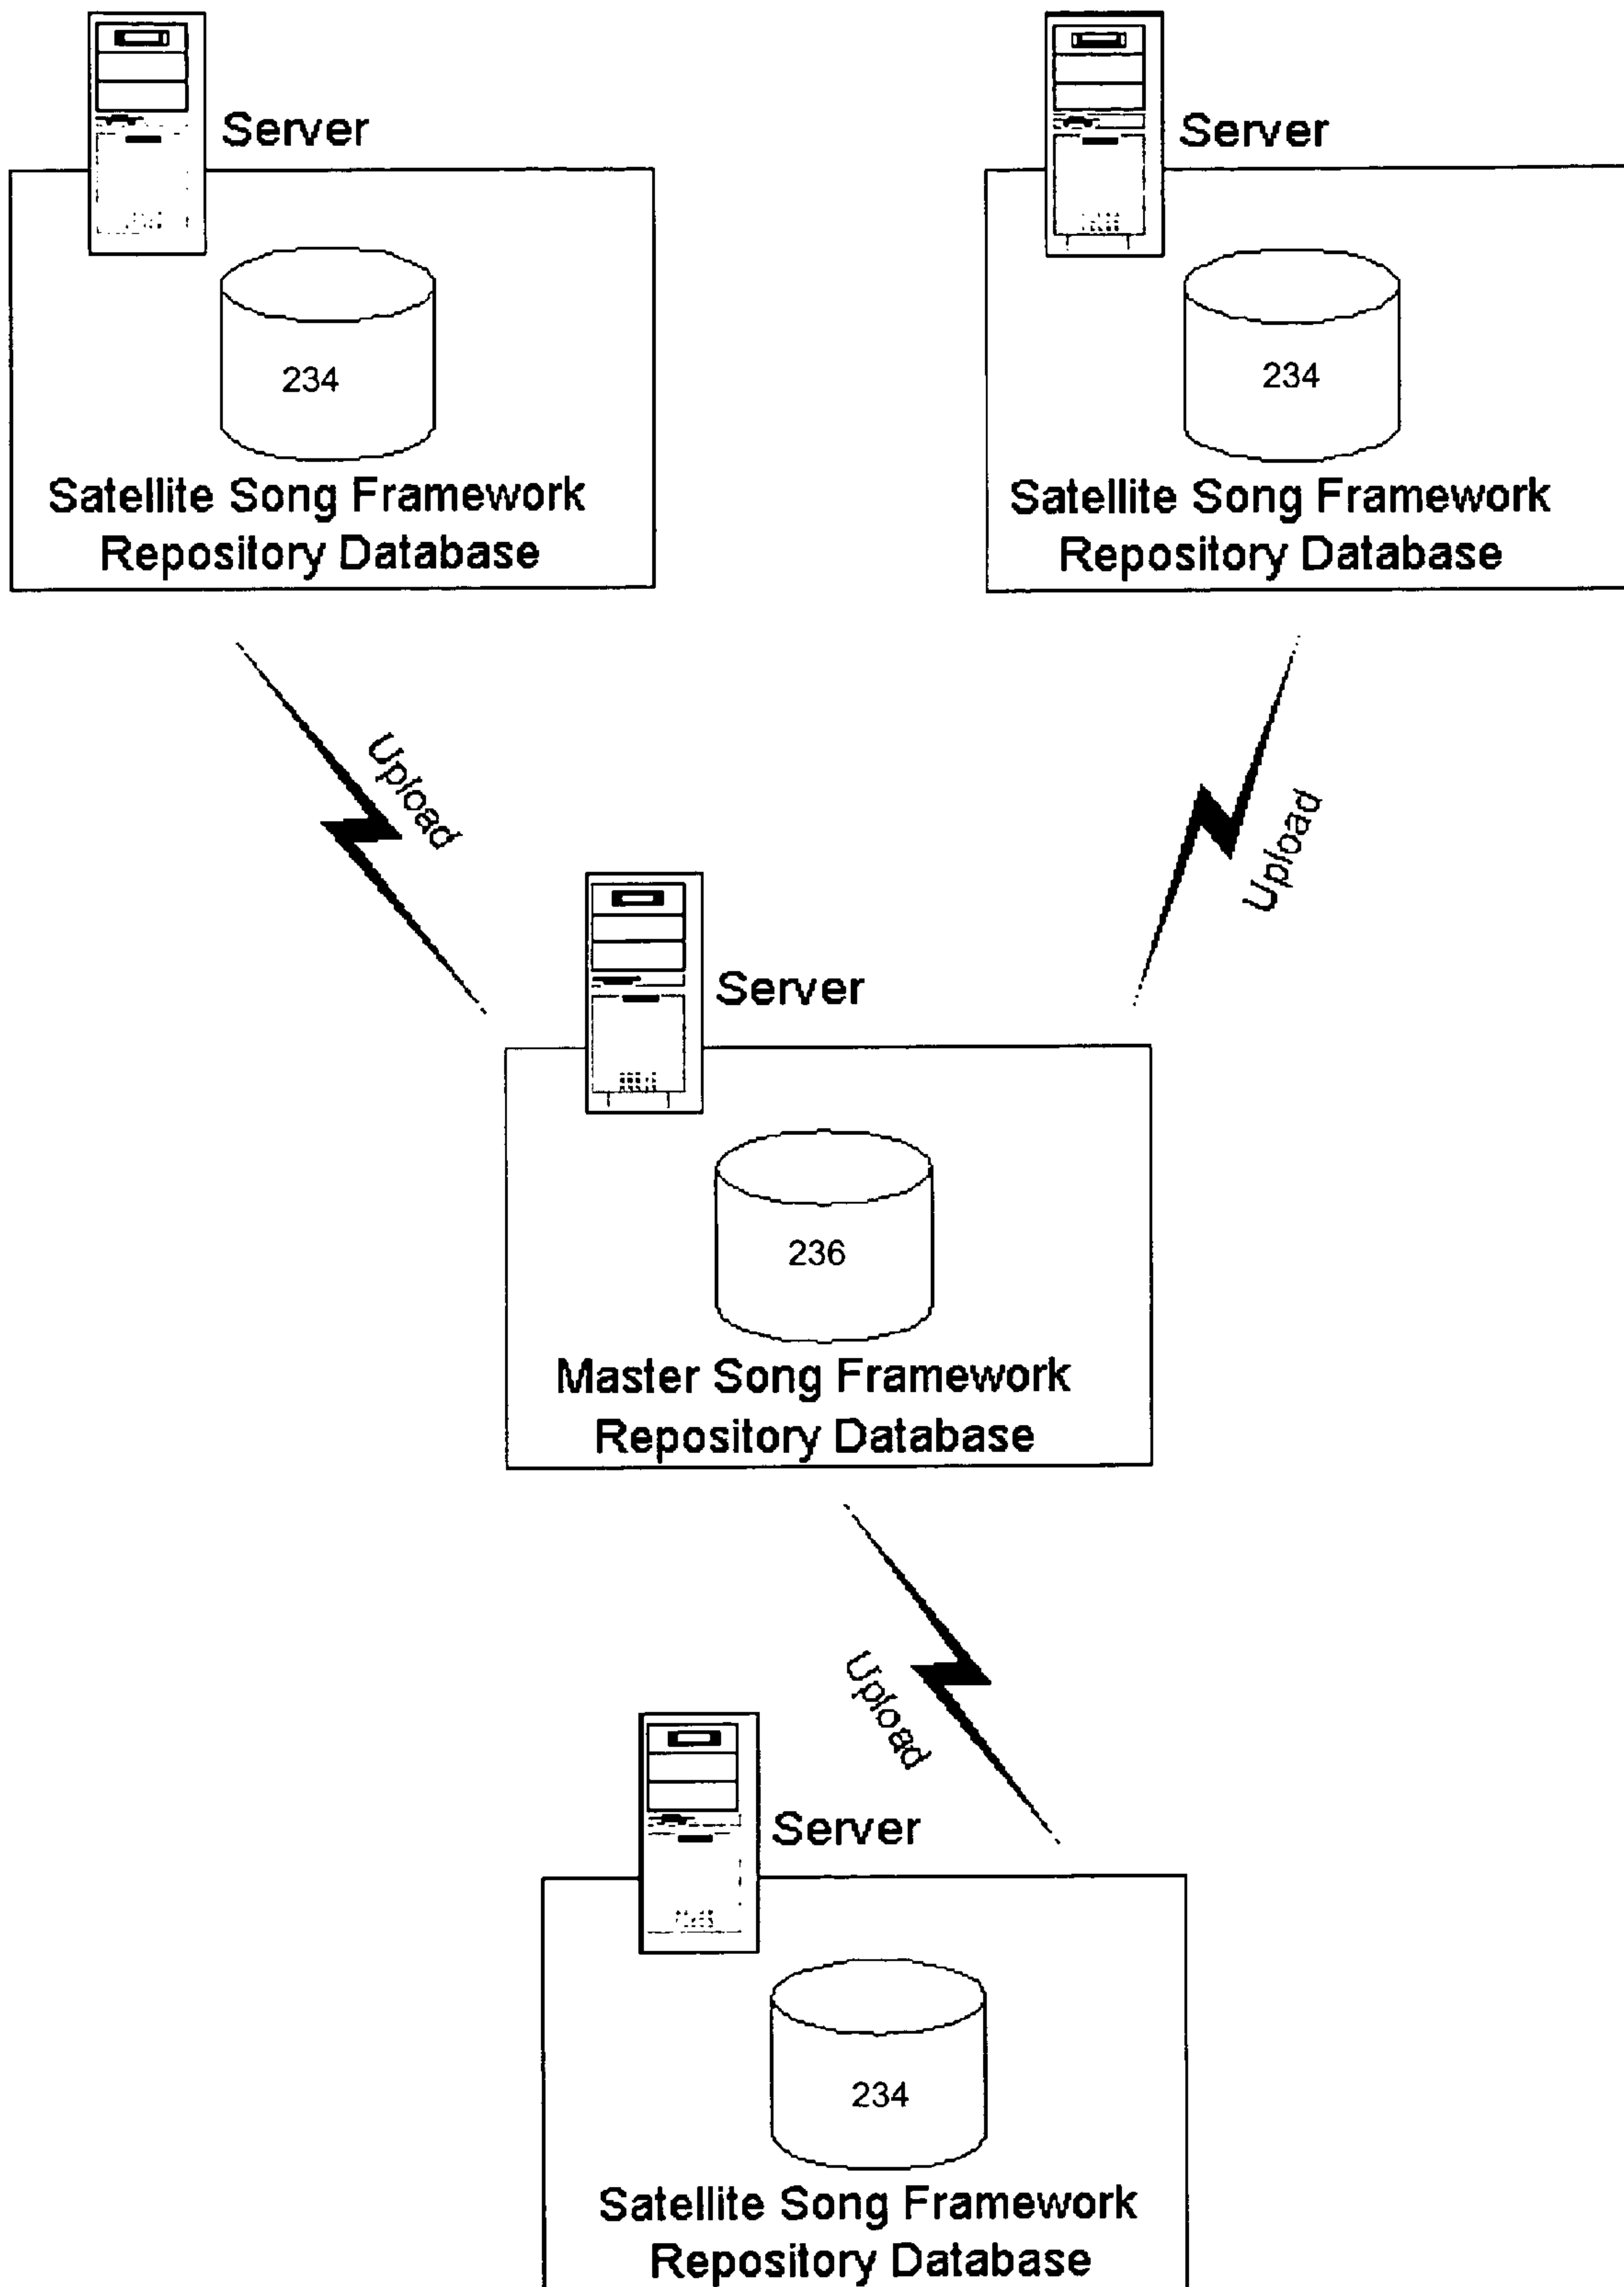 Server
Server
234
234
Satellite Song Framework
Repository Database
Satellite Song Framework
Repository Database
Upload
Upload
Server
236
Master Song Framework
Repository Database
Upload
Server
234
Satellite Song Framework
Repository Database